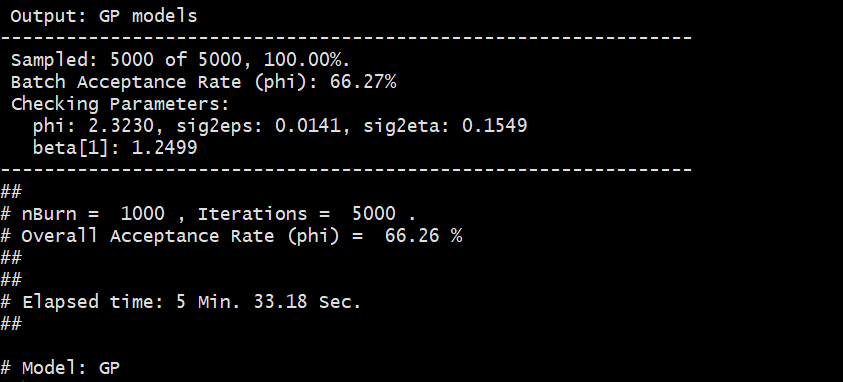 Output: GP models
---------------------------------------------------------------
Sampled: 5000 of 5000, 100.00%.
Batch Acceptance Rate (phi): 66.27%
Checking Parameters:
phi: 2.3230, sig2eps: 0.0141, sig2eta: 0.1549
beta[1]: 1.2499
---------------------------------------------------------------
##
# nBurn =  1000 , Iterations =  5000 .
# Overall Acceptance Rate (phi) =  66.26 %
##
##
# Elapsed time: 5 Min. 33.18 Sec.
##
# Model: GP